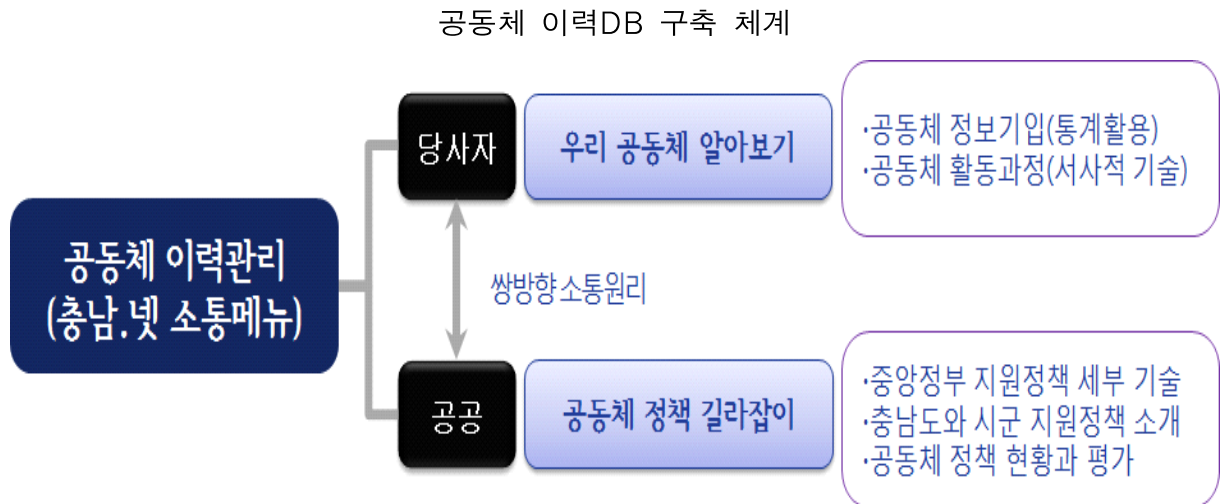 공동체 이력DB 구축 체계
당사자
우리 공동체 알아보기
·공동체 정보기입(통계활용)
·공동체 활동과정(서사적 기술)
공동체 이력관리
(충남.넷 소통메뉴)
쌍방향 소통원리
공공
공동체 정책 길라잡이
·중앙정부 지원정책 세부 기술
·충남도와 시군 지원정책 소개
·공동체 정책 현황과 평가